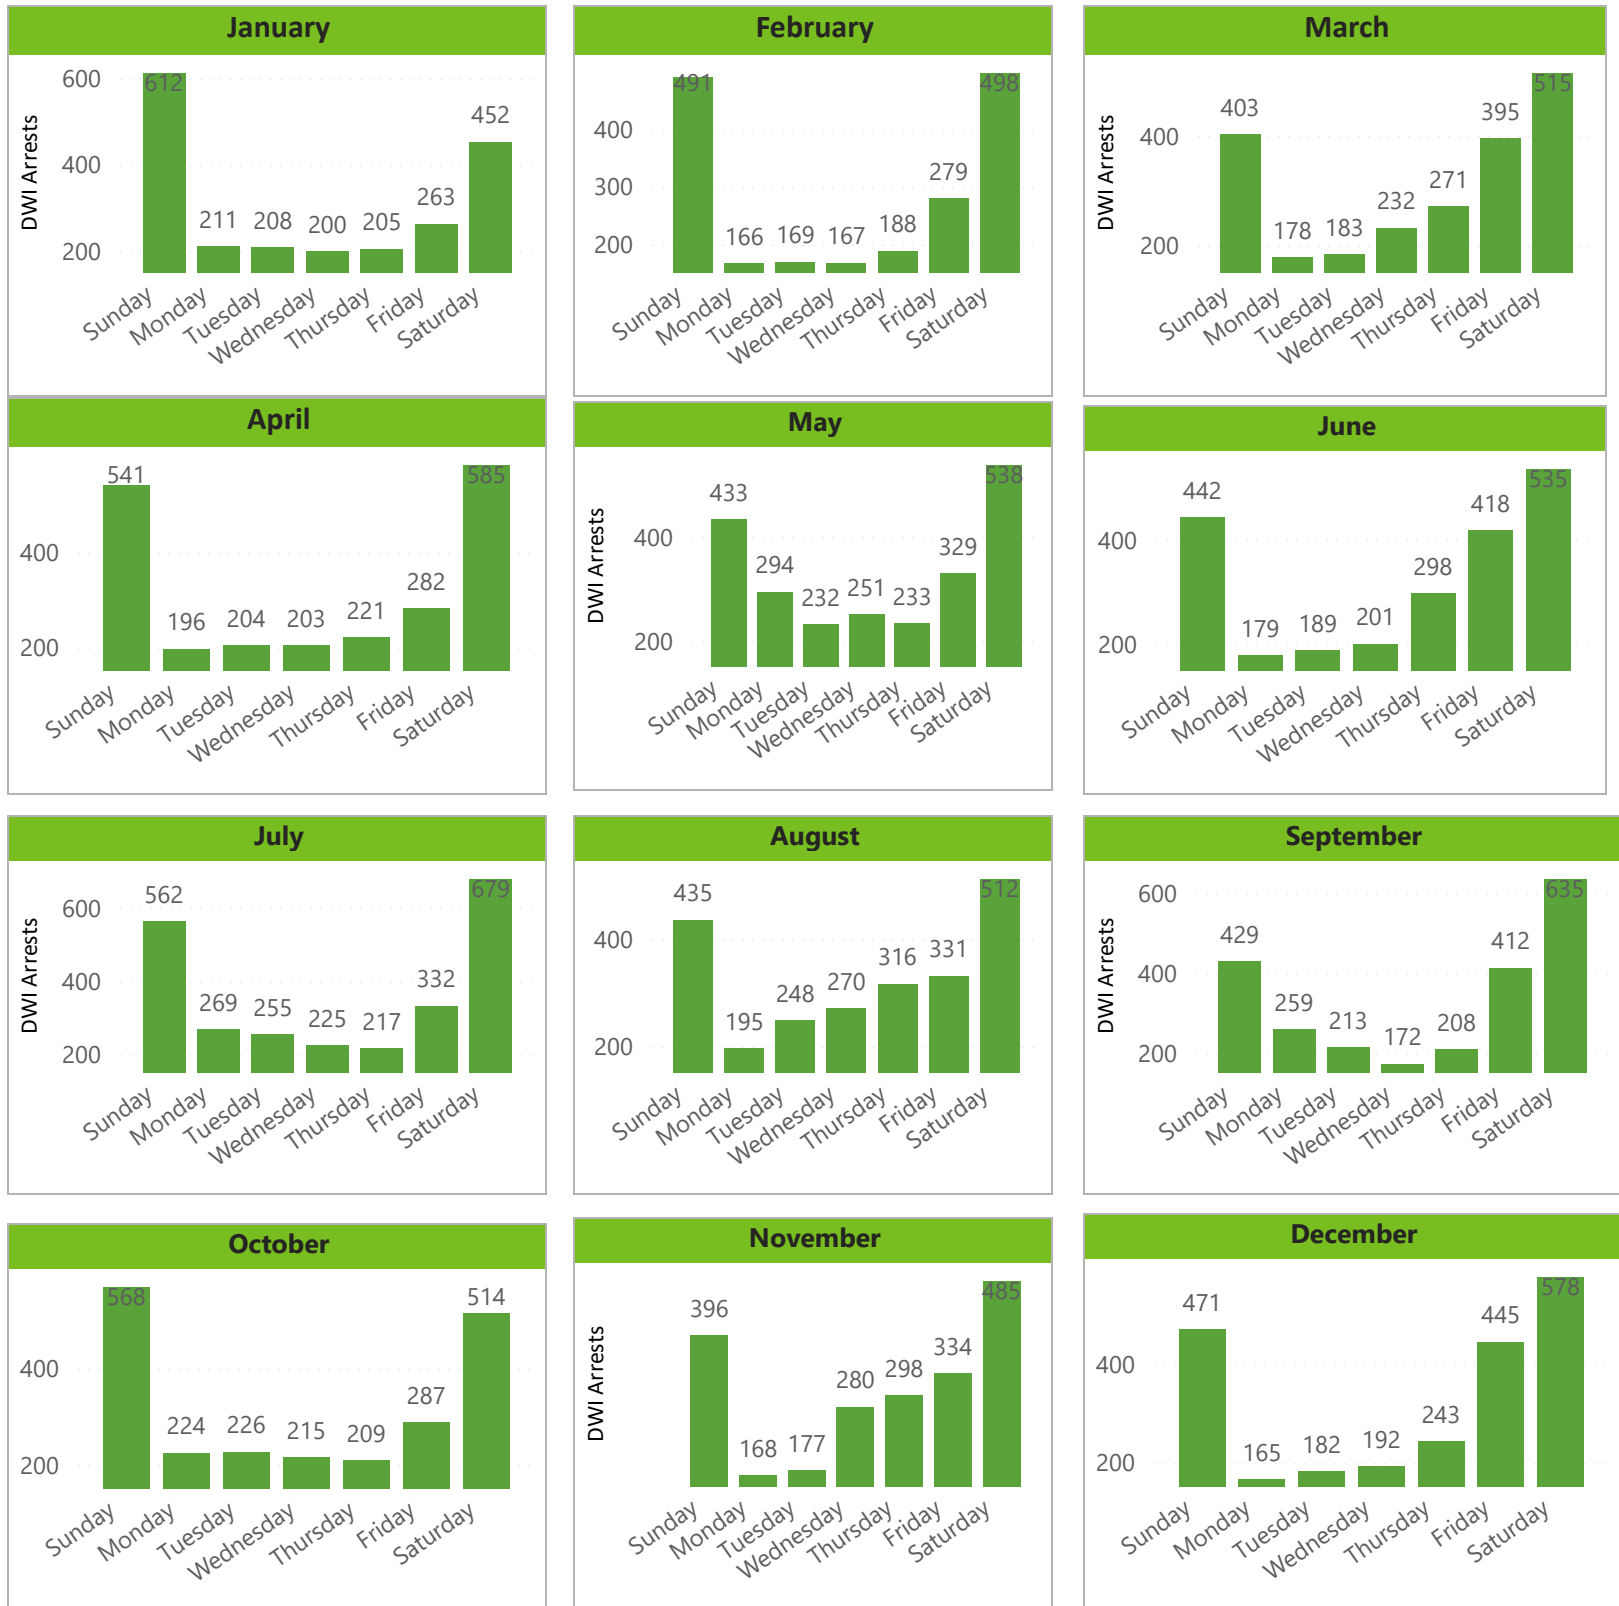 January
DWI Arrests
600
400
200
612
211
208
200
205
263
452
Sunday
Monday
Tuesday
Wednesday
Thursday
Friday
Saturday
February
400
300
200
491
166
169
167
188
279
498
Sunday
Monday
Tuesday
Wednesday
Thursday
Friday
Saturday
March
DWI Arrests
400
200
403
178
183
232
271
395
515
Sunday
Monday
Tuesday
Wednesday
Thursday
Friday
Saturday
April
400
200
541
196
204
203
221
282
585
Sunday
Monday
Tuesday
Wednesday
Thursday
Friday
Saturday
May
DWI Arrests
400
200
433
294
232
251
233
329
538
Sunday
Monday
Tuesday
Wednesday
Thursday
Friday
Saturday
June
400
200
442
179
189
201
298
418
535
Sunday
Monday
Tuesday
Wednesday
Thursday
Friday
Saturday
July
DWI Arrests
600
400
200
562
269
255
225
217
332
679
Sunday
Monday
Tuesday
Wednesday
Thursday
Friday
Saturday
August
400
200
435
195
248
270
316
331
512
Sunday
Monday
Tuesday
Wednesday
Thursday
Friday
Saturday
September
DWI Arrests
600
400
200
429
259
213
172
208
412
635
Sunday
Monday
Tuesday
Wednesday
Thursday
Friday
Saturday
October
400
200
568
224
226
215
209
287
514
Sunday
Monday
Tuesday
Wednesday
Thursday
Friday
Saturday
November
DWI Arrests
396
168
177
280
298
334
485
Sunday
Monday
Tuesday
Wednesday
Thursday
Friday
Saturday
December
400
200
471
165
182
192
243
445
578
Sunday
Monday
Tuesday
Wednesday
Thursday
Friday
Saturday